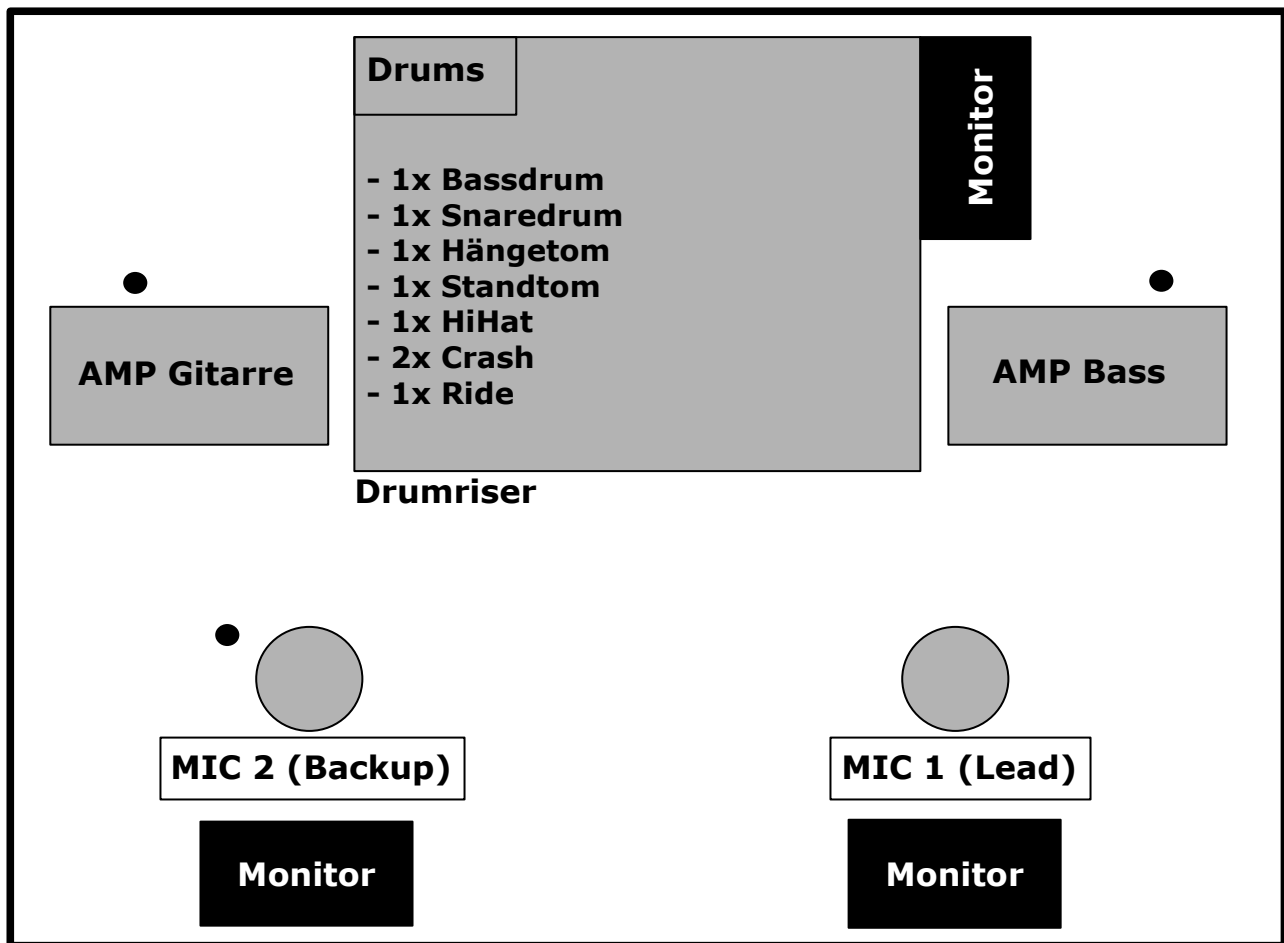 Drums
Monitor
- 1x Bassdrum
- 1x Snaredrum
- 1x Hängetom
- 1x Standtom
- 1x HiHat
- 2x Crash
- 1x Ride
AMP Gitarre
AMP Bass
Drumriser
MIC 2 (Backup)
MIC 1 (Lead)
Monitor
Monitor